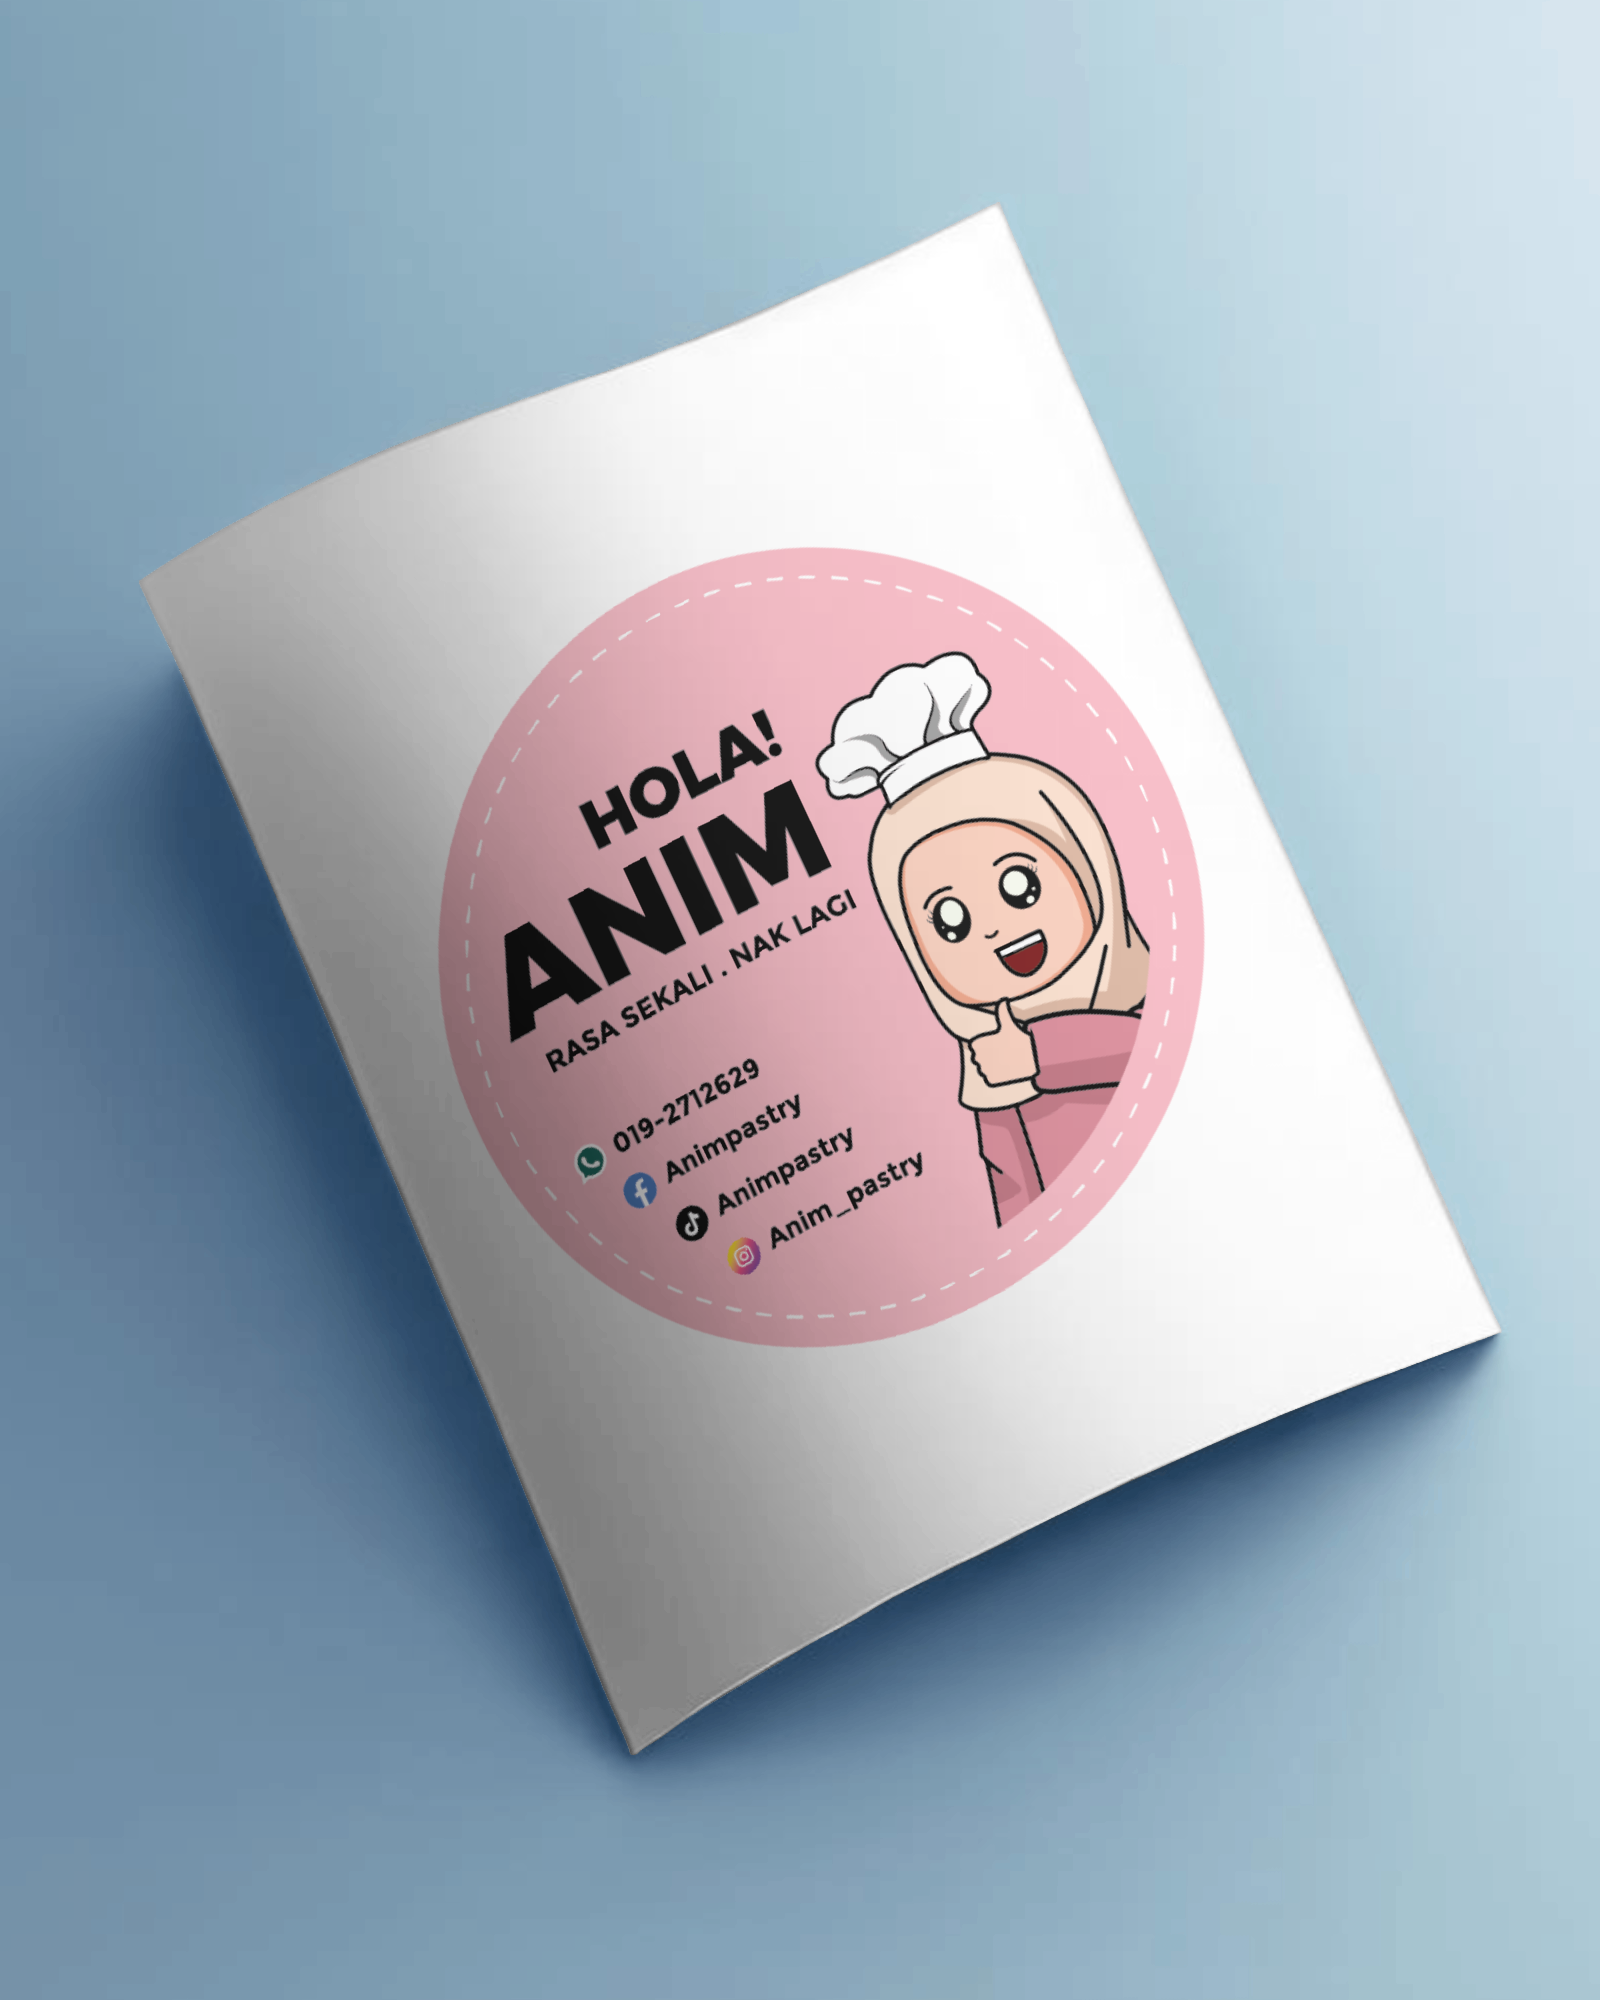 HOLA!
ANIM
RASA SEKALI . NAK LAGI
019-2712629
Animpastry
Animpastry
Anim_pastry